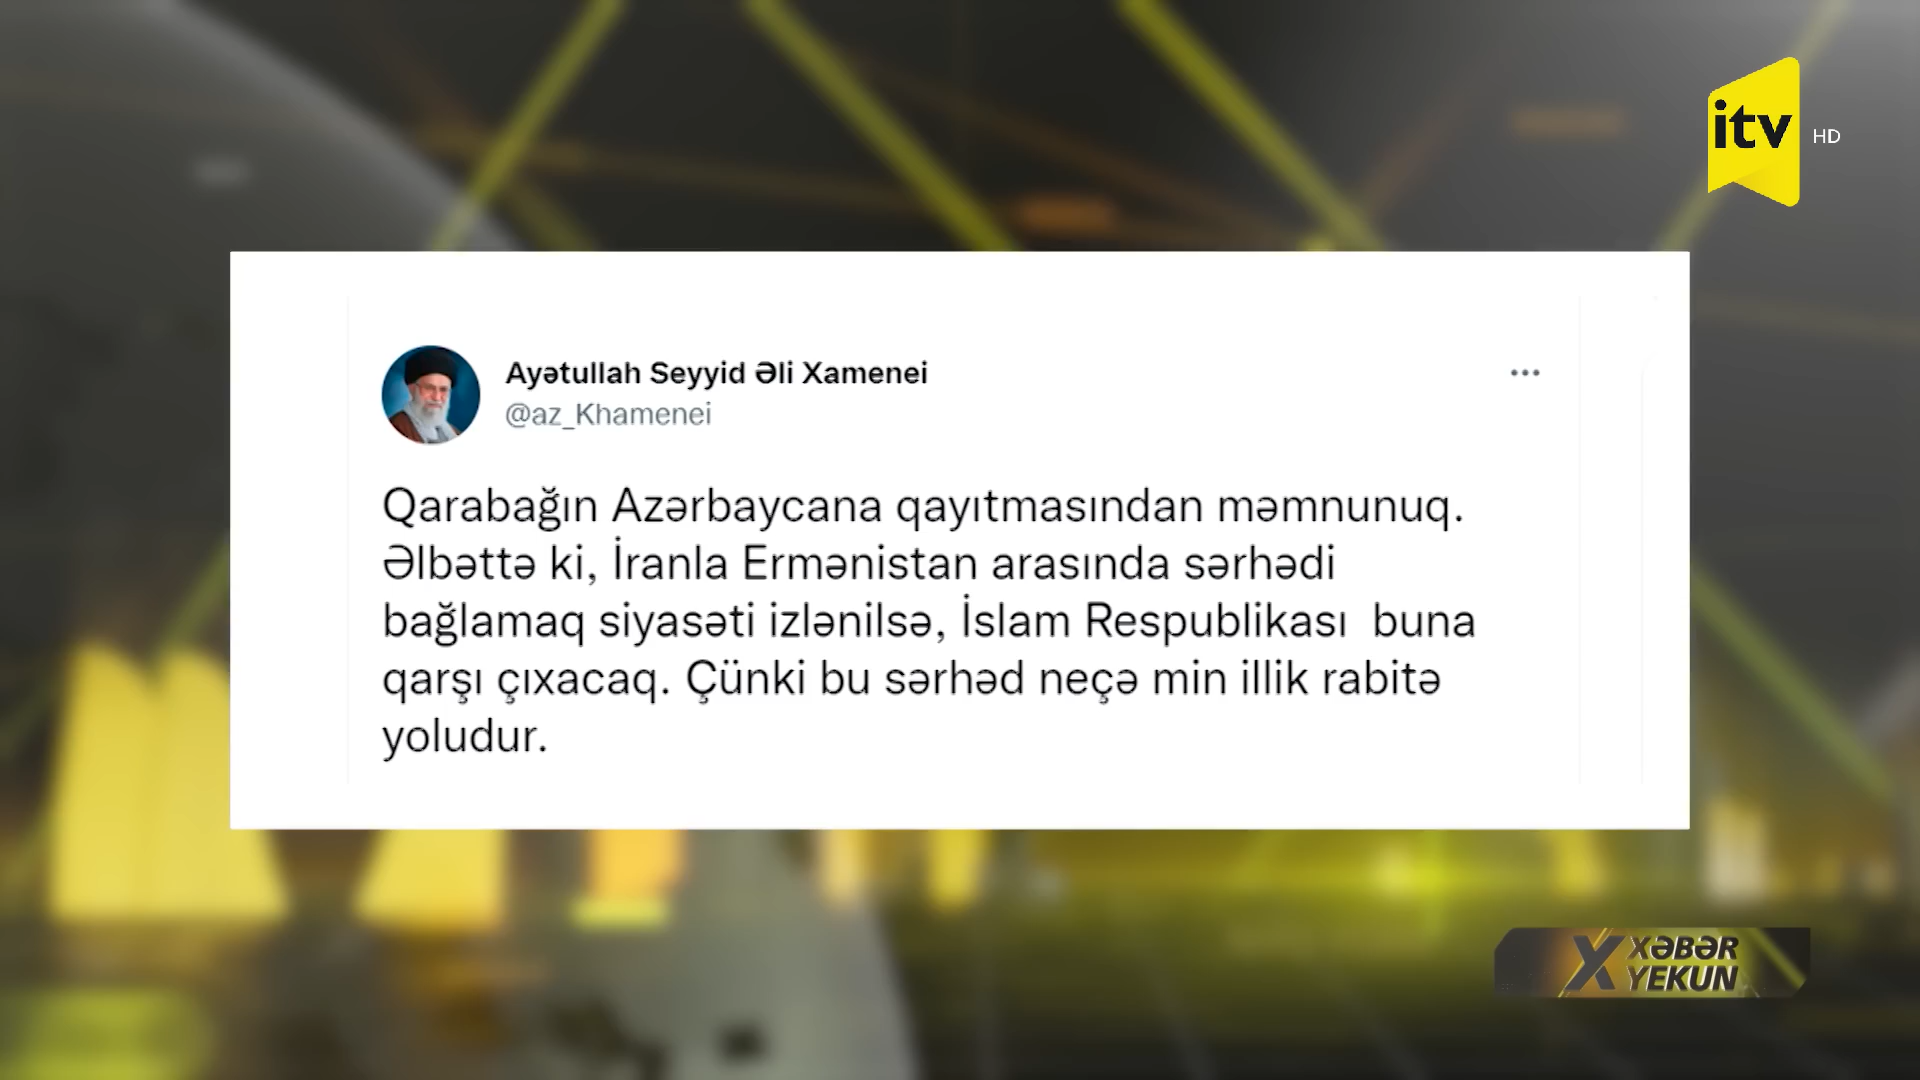 itv HD
Ayətullah Seyyid Əli Xamenei
@az_Khamenei
Qarabağın Azərbaycana qayıtmasından məmnunuq.
Əlbəttə ki, İranla Ermənistan arasında sərhədi
bağlamaq siyasəti izlənilsə, İslam Respublikası buna
qarşı çıxacaq. Çünki bu sərhəd neçə min illik rabitə
yoludur.
X XƏBƏR
YEKUN